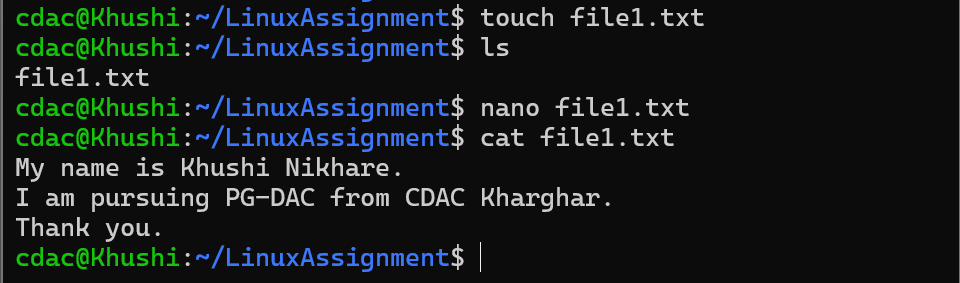 cdac@Khushi:~/LinuxAssignment$ touch file1.txt
cdac@Khushi:~/LinuxAssignment$ ls
file1.txt
cdac@Khushi:~/LinuxAssignment$ nano file1.txt
cdac@Khushi:~/LinuxAssignment$ cat file1.txt
My name is Khushi Nikhare.
I am pursuing PG-DAC from CDAC Kharghar.
Thank you.
cdac@Khushi:~/LinuxAssignment$